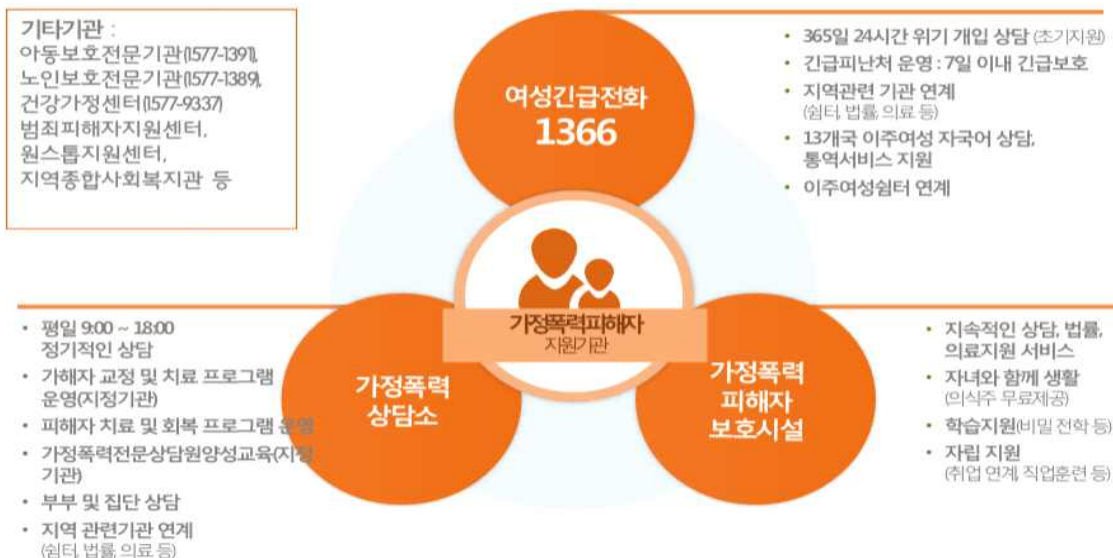 기타기관 :
아동보호전문기관(1577-1391),
노인보호전문기관(1577-1389),
건강가정센터(1577-9337)
범죄피해자지원센터,
원스톱지원센터,
지역종합사회복지관 등
여성긴급전화
1366
• 365일 24시간 위기 개입 상담 (초기지원)
• 긴급피난처 운영 : 7일 이내 긴급보호
• 지역관련 기관 연계
(쉼터, 법률, 의료 등)
• 13개국 이주여성 자국어 상담,
통역서비스 지원
• 이주여성쉼터 연계
가정폭력피해자
지원기관
• 평일 9:00 ~ 18:00
정기적인 상담
• 가해자 교정 및 치료 프로그램
운영(지정기관)
• 피해자 치료 및 회복 프로그램 운영
• 가정폭력전문상담원양성교육(지정
기관)
• 부부 및 집단 상담
• 지역 관련기관 연계
(쉼터, 법률, 의료 등)
가정폭력
상담소
가정폭력
피해자
보호시설
• 지속적인 상담, 법률,
의료지원 서비스
• 자녀와 함께 생활
(의식주 무료제공)
• 학습지원(비밀 전학 등)
• 자립 지원
(취업 연계, 직업훈련 등)